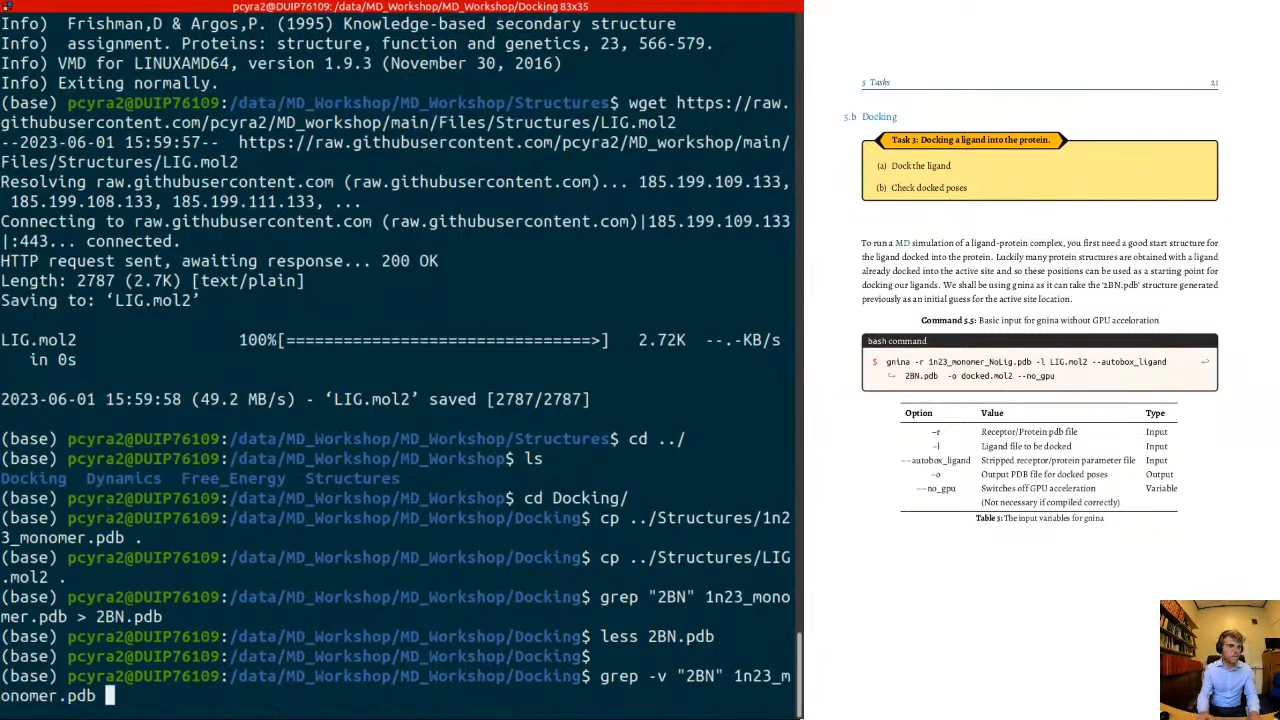 pcyra2@DUIP76109: /data/MD_Workshop/Docking 83x35
Info)  Frishman,D & Argos,P. (1995) Knowledge-based secondary structure
Info)  assignment. Proteins: structure, function and genetics, 23, 566-579.
Info) VMD for LINUXAMD64, version 1.9.3 (November 30, 2016)
Info) Exiting normally.
(base) pcyra2@DUIP76109:/data/MD_Workshop/MD_Workshop/Structures$ wget https://raw.
githubusercontent.com/pcyra2/MD_workshop/main/Files/Structures/LIG.mol2
--2023-06-01 15:59:57--  https://raw.githubusercontent.com/pcyra2/MD_workshop/main/
Files/Structures/LIG.mol2
Resolving raw.githubusercontent.com (raw.githubusercontent.com)... 185.199.109.133,
 185.199.108.133, 185.199.111.133, ...
Connecting to raw.githubusercontent.com (raw.githubusercontent.com)|185.199.109.133
|:443... connected.
HTTP request sent, awaiting response... 200 OK
Length: 2787 (2.7K) [text/plain]
Saving to: ‘LIG.mol2’
LIG.mol2 100%[================================>] 2.72K --.-KB/s
in 0s
2023-06-01 15:59:58 (49.2 MB/s) - ‘LIG.mol2’ saved [2787/2787]
(base) pcyra2@DUIP76109:/data/MD_Workshop/MD_Workshop/Structures$ cd ../
(base) pcyra2@DUIP76109:/data/MD_Workshop/MD_Workshop$ ls
Docking  Dynamics  Free_Energy  Structures
(base) pcyra2@DUIP76109:/data/MD_Workshop/MD_Workshop$ cd Docking/
(base) pcyra2@DUIP76109:/data/MD_Workshop/MD_Workshop/Docking$ cp ../Structures/1n2
3_monomer.pdb .
(base) pcyra2@DUIP76109:/data/MD_Workshop/MD_Workshop/Docking$ cp ../Structures/LIG
.mol2 .
(base) pcyra2@DUIP76109:/data/MD_Workshop/MD_Workshop/Docking$ grep "2BN" 1n23_mono
mer.pdb > 2BN.pdb
(base) pcyra2@DUIP76109:/data/MD_Workshop/MD_Workshop/Docking$ less 2BN.pdb
(base) pcyra2@DUIP76109:/data/MD_Workshop/MD_Workshop/Docking$
(base) pcyra2@DUIP76109:/data/MD_Workshop/MD_Workshop/Docking$ grep -v "2BN" 1n23_m
onomer.pdb
5 Tasks 21
5.b Docking
Task 3: Docking a ligand into the protein.
(a) Dock the ligand
(b) Check docked poses
To run a MD simulation of a ligand-protein complex, you first need a good start structure for
the ligand docked into the protein. Luckily many protein structures are obtained with a ligand
already docked into the active site and so these positions can be used as a starting point for
docking our ligands. We shall be using gnina as it can take the '2BN.pdb' structure generated
previously as an initial guess for the active site location.
Command 5.5: Basic input for gnina without GPU acceloration
bash command
$ gnina -r 1n23_monomer_NoLig.pdb -l LIG.mol2 --autobox_ligand ↩
↪ 2BN.pdb -o docked.mol2 --no_gpu
Option Value Type
–r Receptor/Protein pdb file Input
–l Ligand file to be docked Input
––autobox_ligand Stripped receptor/protein parameter file Input
–o Output PDB file for docked poses Output
––no_gpu Switches off GPU acceleration Variable
(Not necessary if compiled correctly)
Table 3: The input variables for gnina